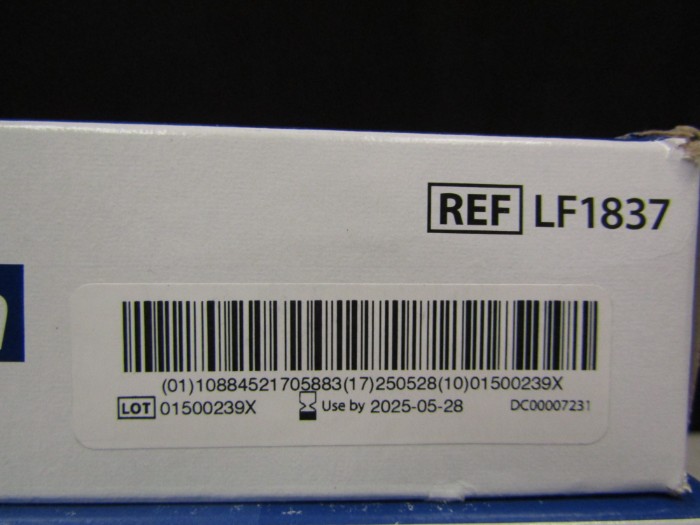 REF LF1837
(01)10884521705883(17)250528(10)01500239X
LOT 01500239X Use by 2025-05-28 DC00007231